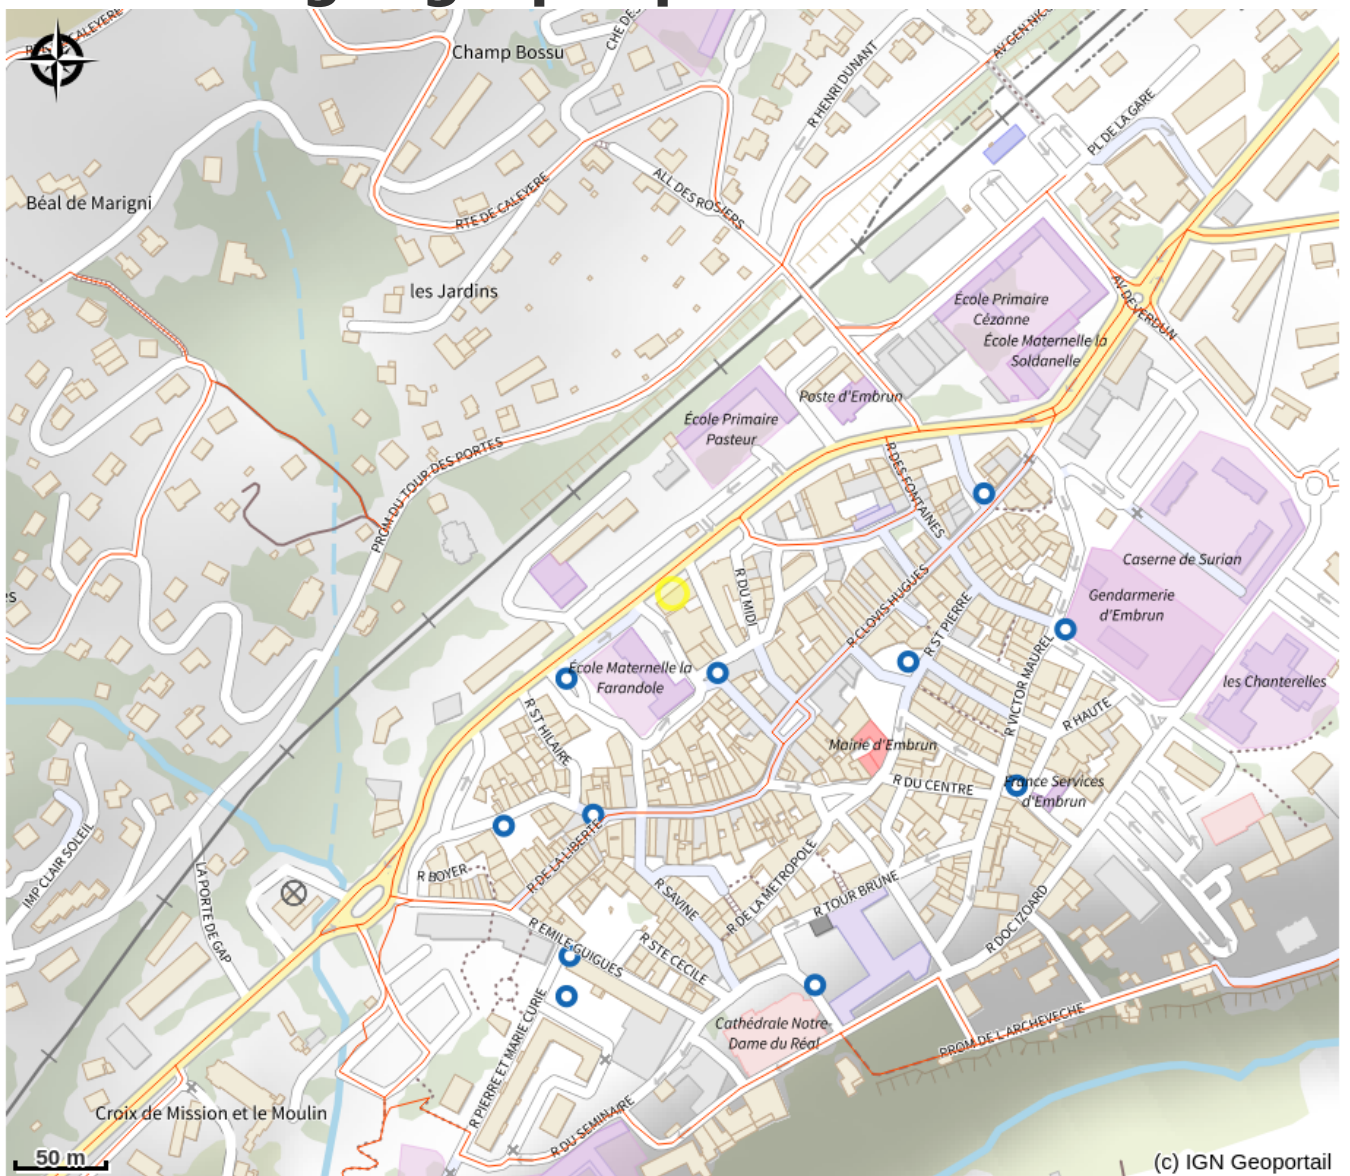 Champ Bossu
CHE DES
AV GEN NICO
R HENRI DUNANT
PL DE LA GARE
Béal de Marigni
RTE DE CALEYERE
ALL DES ROSIERS
les Jardins
École Primaire
Cézanne
École Maternelle la
Soldanelle
AV DE VERDUN
Poste d'Embrun
École Primaire
Pasteur
PROM DU TOUR DES PORTES
R DES FONTAINES
Caserne de Surian
Gendarmerie
d'Embrun
R DU MIDI
R CLOVIS HUGUES
R ST PIERRE
R VICTOR MAUREL
les Chanterelles
École Maternelle la
Farandole
R ST HILAIRE
R HAUTE
Mairie d'Embrun
R DU CENTRE
France Services
d'Embrun
IMP CLAIR SOLEIL
LA PORTE DE GAP
R BOYER
R DE LA LIBERTE
R SAVINE
R DE LA METROPOLE
R TOUR BRUNE
R DOC IZOARD
R EMILE GUIGUES
R STE CECILE
R PIERRE ET MARIE CURIE
Cathédrale Notre-
Dame du Réal
PROM DE L ARCHEVECHE
Croix de Mission et le Moulin
R DU SEMINAIRE
50 m
(c) IGN Geoportail